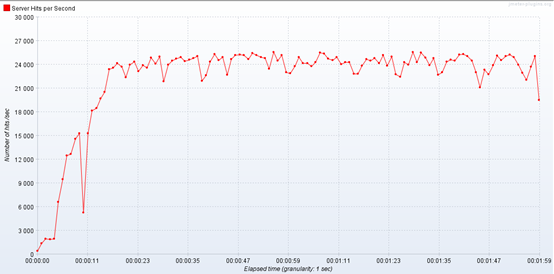 Server Hits per Second
jmeter-plugins.org
30 000
27 000
24 000
21 000
18 000
15 000
12 000
9 000
6 000
3 000
0
Number of hits /sec
00:00:00 00:00:11 00:00:23 00:00:35 00:00:47 00:00:59 00:01:11 00:01:23 00:01:35 00:01:47 00:01:59
Elapsed time (granularity: 1 sec)